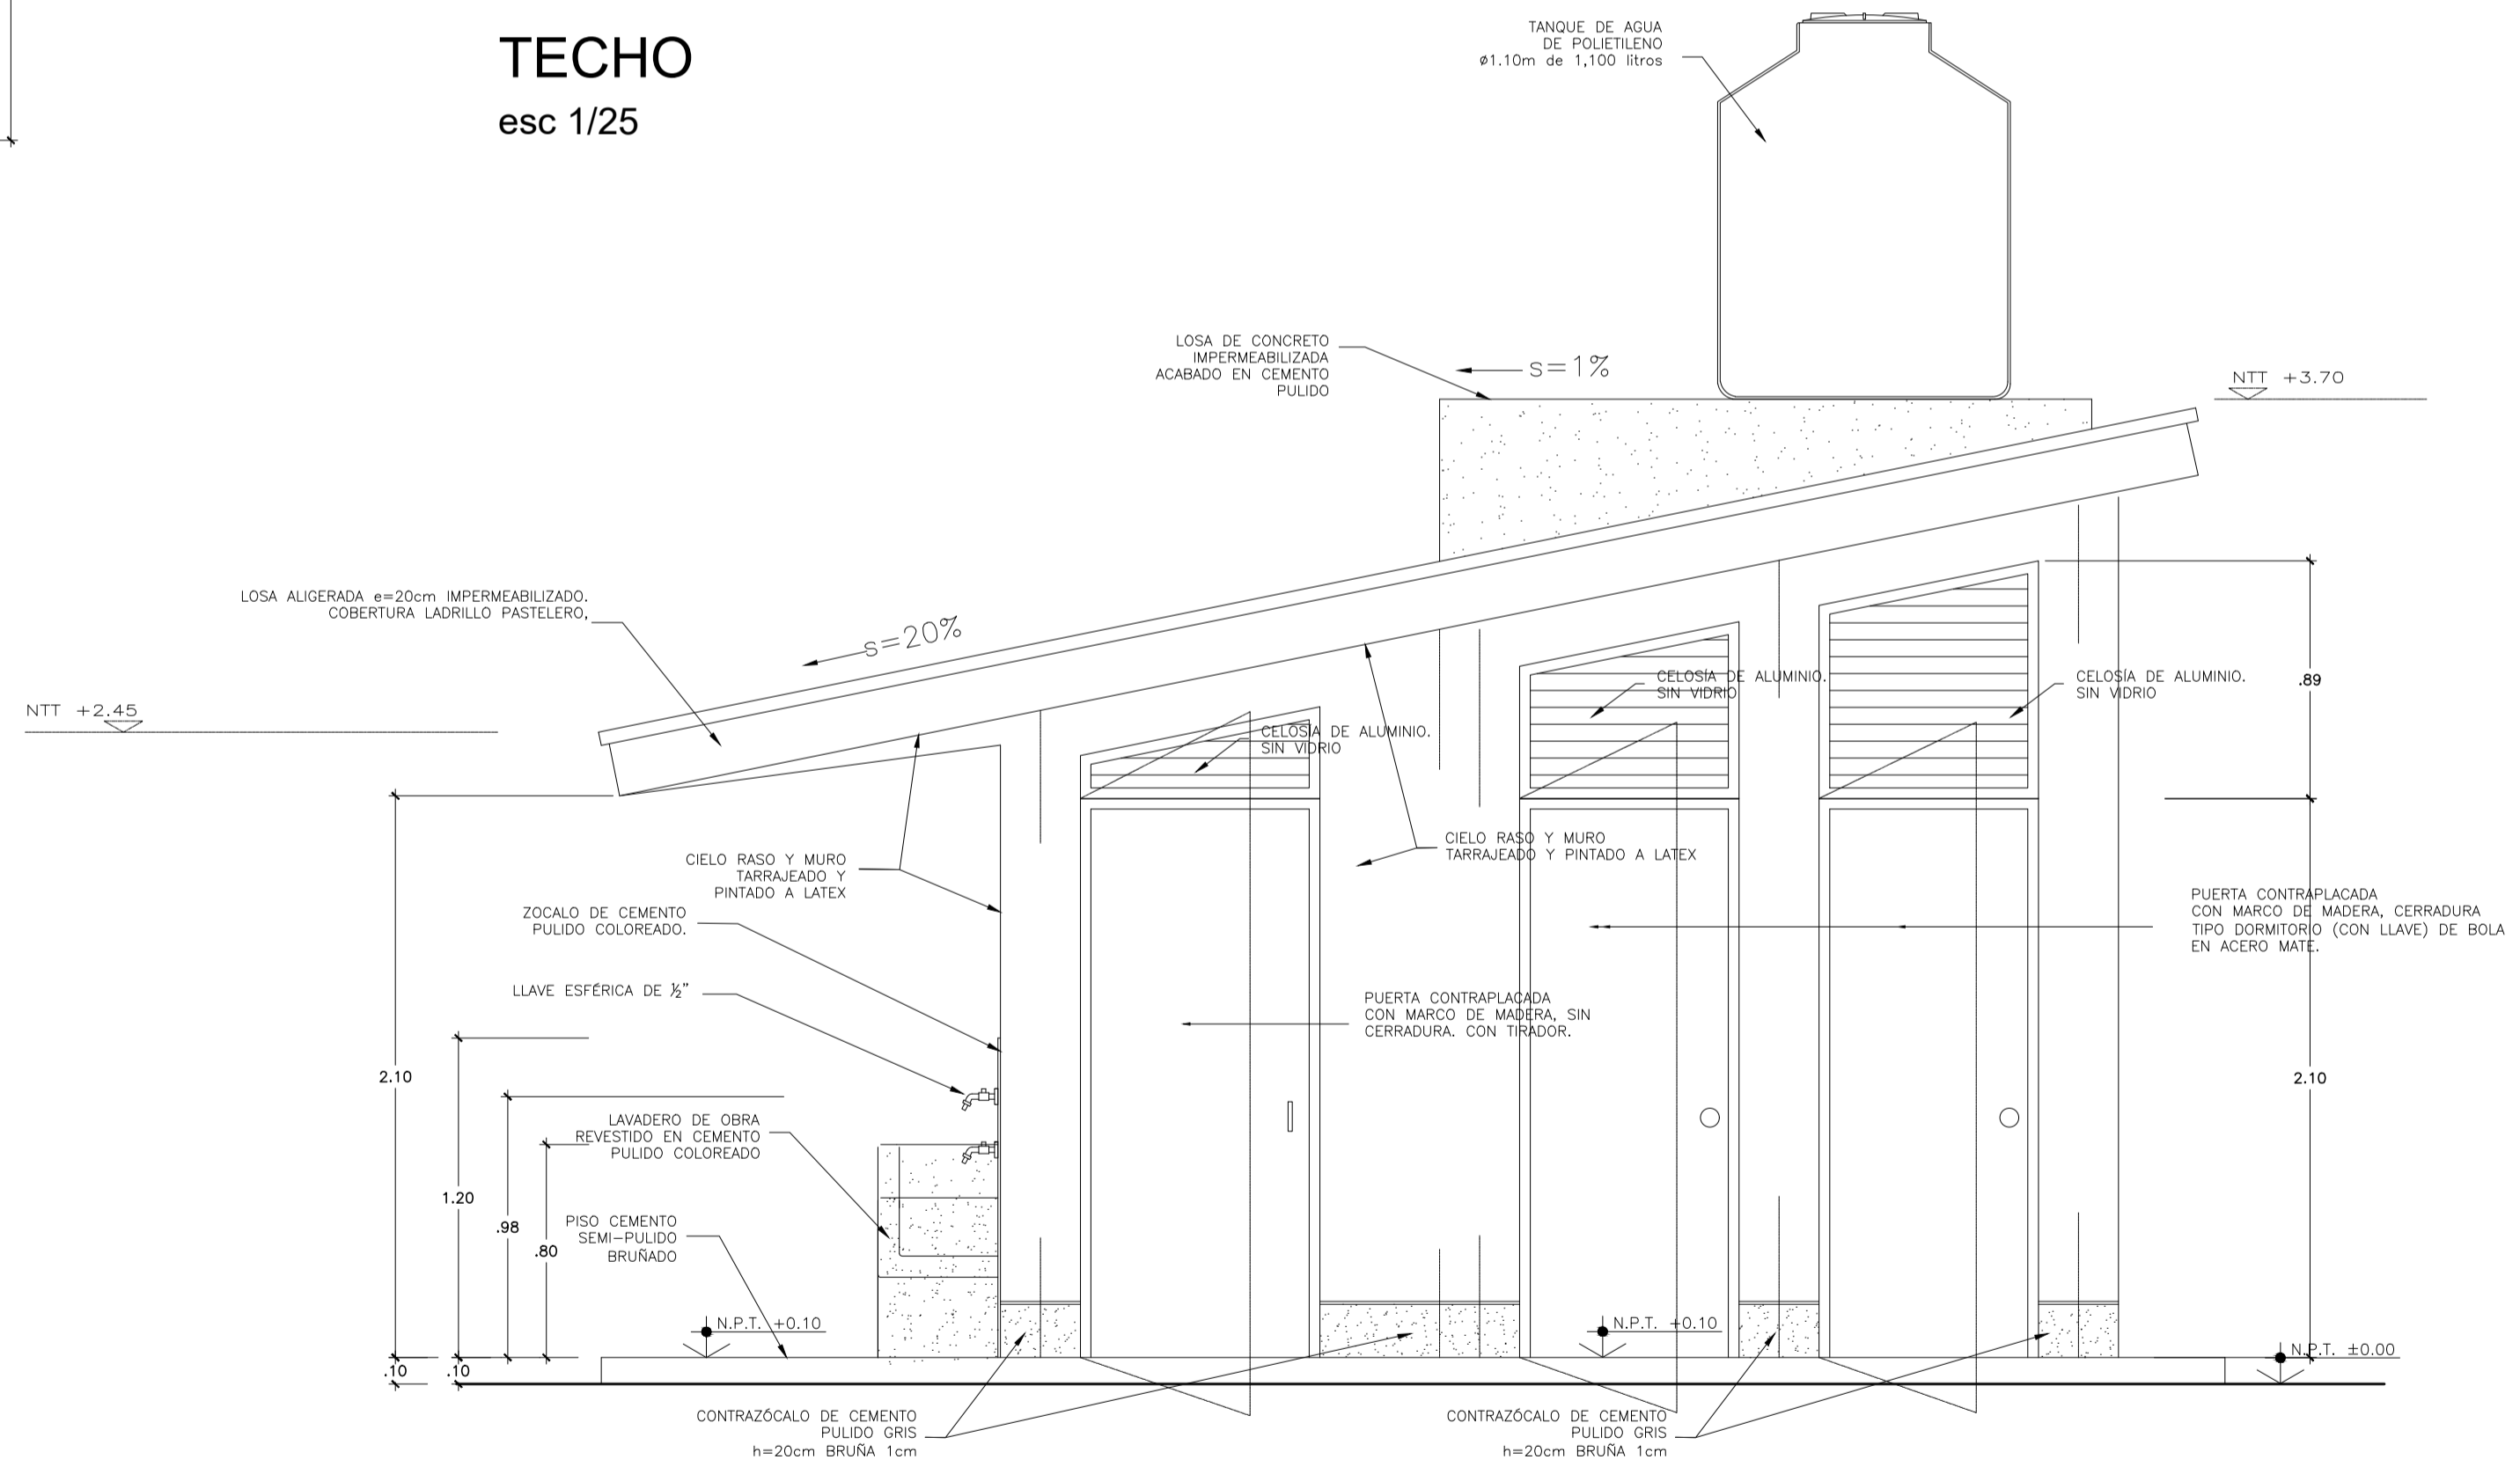 TECHO
esc 1/25
TANQUE DE AGUA
DE POLIETILENO
ø1.10m de 1,100 litros
LOSA DE CONCRETO
IMPERMEABILIZADA
ACABADO EN CEMENTO
PULIDO
s=1%
NTT +3.70
LOSA ALIGERADA e=20cm IMPERMEABILIZADO.
COBERTURA LADRILLO PASTELERO,
s=20%
NTT +2.45
CELOSÍA DE ALUMINIO.
SIN VIDRIO
CELOSÍA DE ALUMINIO.
SIN VIDRIO
CELOSÍA DE ALUMINIO.
SIN VIDRIO
.89
CIELO RASO Y MURO
TARRAJEADO Y
PINTADO A LATEX
CIELO RASO Y MURO
TARRAJEADO Y PINTADO A LATEX
ZOCALO DE CEMENTO
PULIDO COLOREADO.
PUERTA CONTRAPLACADA
CON MARCO DE MADERA, CERRADURA
TIPO DORMITORIO (CON LLAVE) DE BOLA
EN ACERO MATE.
LLAVE ESFÉRICA DE ½"
PUERTA CONTRAPLACADA
CON MARCO DE MADERA, SIN
CERRADURA. CON TIRADOR.
2.10
2.10
LAVADERO DE OBRA
REVESTIDO EN CEMENTO
PULIDO COLOREADO
1.20
.98
.80
PISO CEMENTO
SEMI-PULIDO
BRUÑADO
N.P.T. +0.10
N.P.T. +0.10
N.P.T. ±0.00
.10
.10
CONTRAZÓCALO DE CEMENTO
PULIDO GRIS
h=20cm BRUÑA 1cm
CONTRAZÓCALO DE CEMENTO
PULIDO GRIS
h=20cm BRUÑA 1cm